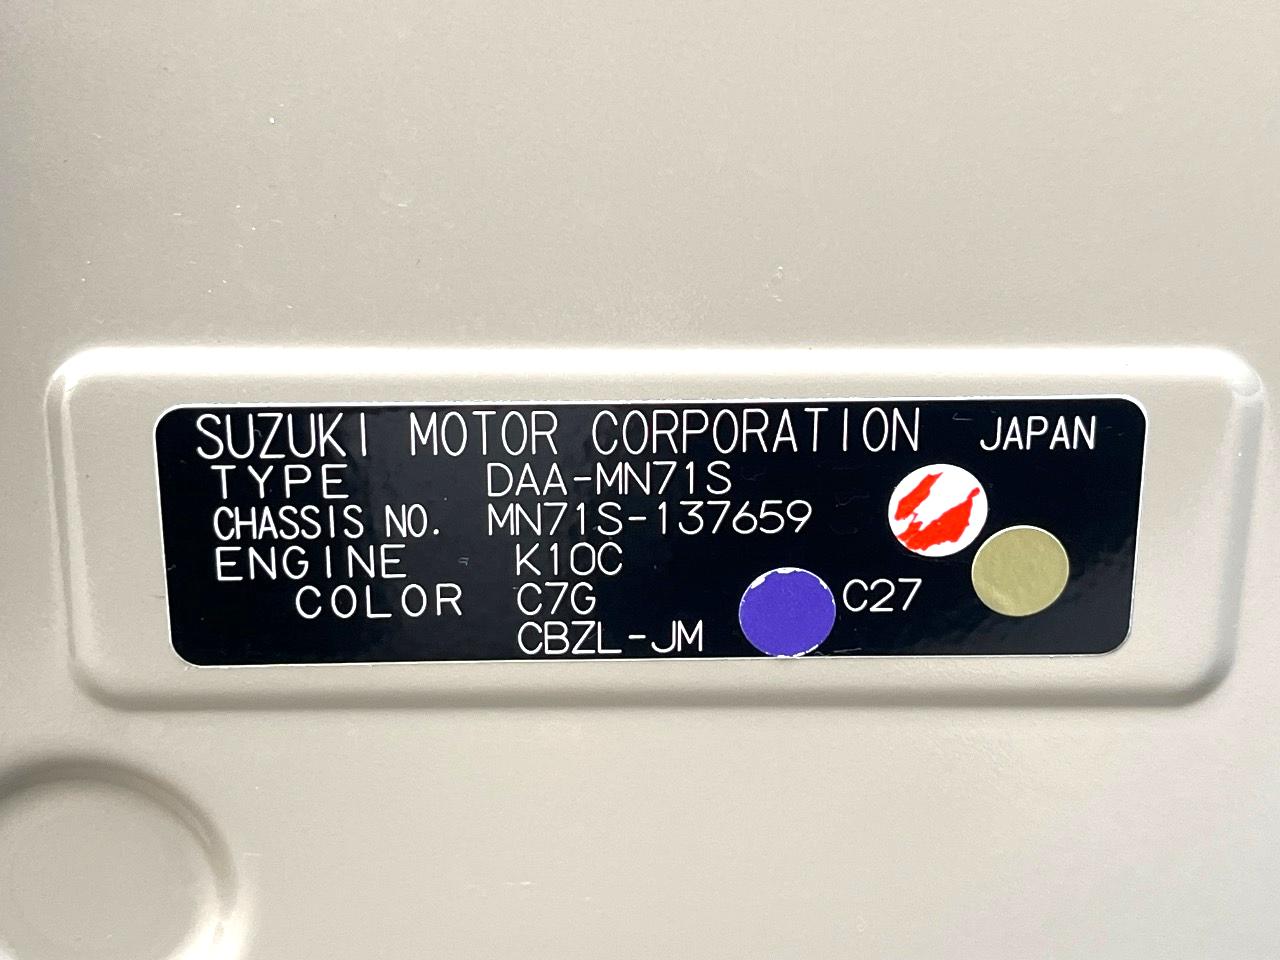 SUZUKI MOTOR CORPORATION JAPAN
TYPE DAA-MN71S
CHASSIS NO. MN71S-137659
ENGINE K10C
COLOR C7G C27
CBZL-JM